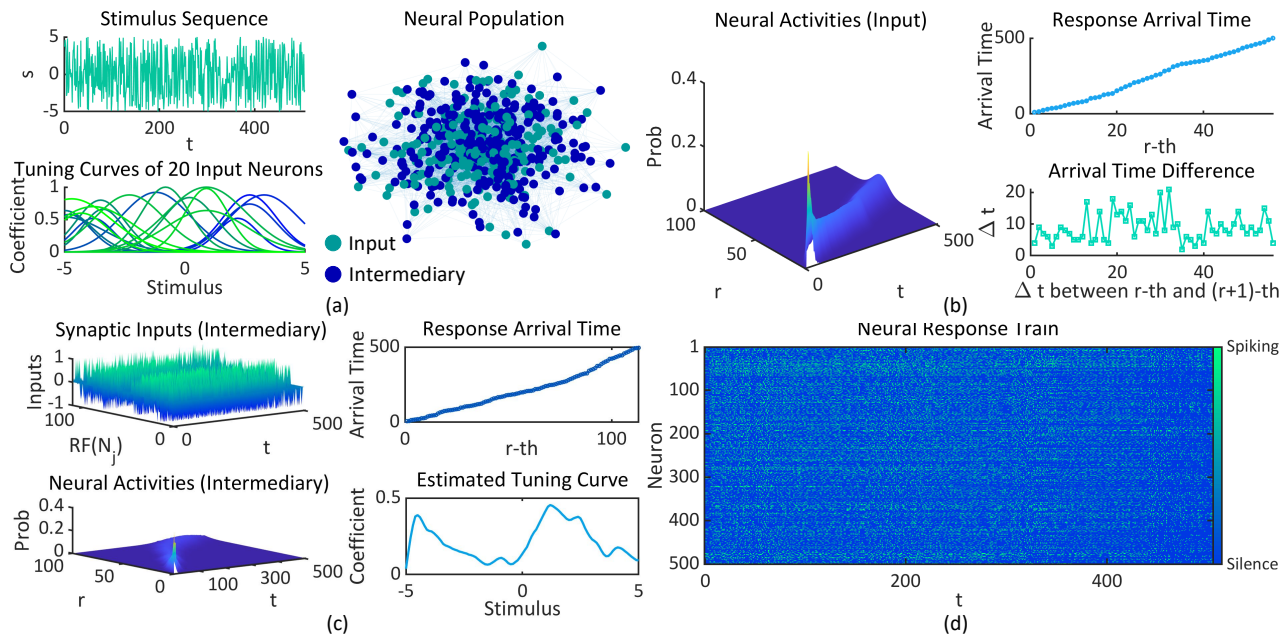 Stimulus Sequence
5
0
-5
s
0
200
400
t
Tuning Curves of 20 Input Neurons
1
0.5
0
Coefficient
-5
0
5
Stimulus
Neural Population
Input
Intermediary
(a)
Neural Activities (Input)
0.4
0.2
0
Prob
100
50
0
r
500
t
Response Arrival Time
500
0
Arrival Time
0
20
40
r-th
Arrival Time Difference
20
10
0
Δ t
0
20
40
Δ t between r-th and (r+1)-th
(b)
Synaptic Inputs (Intermediary)
1
0
-1
Inputs
100
0
RF(Nj)
0
500
t
Response Arrival Time
500
0
Arrival Time
0
100
r-th
Neural Activities (Intermediary)
0.4
0.2
0
Prob
100
50
0
r
100
300
500
t
Estimated Tuning Curve
0.5
0
Coefficient
-5
0
5
Stimulus
(c)
Neural Response Train
1
100
200
300
400
500
Neuron
0
200
400
t
Spiking
Silence
(d)